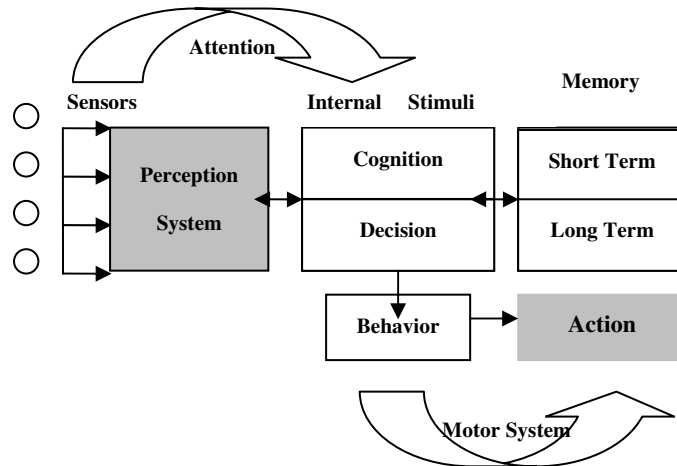 Attention
Memory
Sensors
Internal Stimuli
Perception
System
Cognition
Decision
Short Term
Long Term
Behavior
Action
Motor System